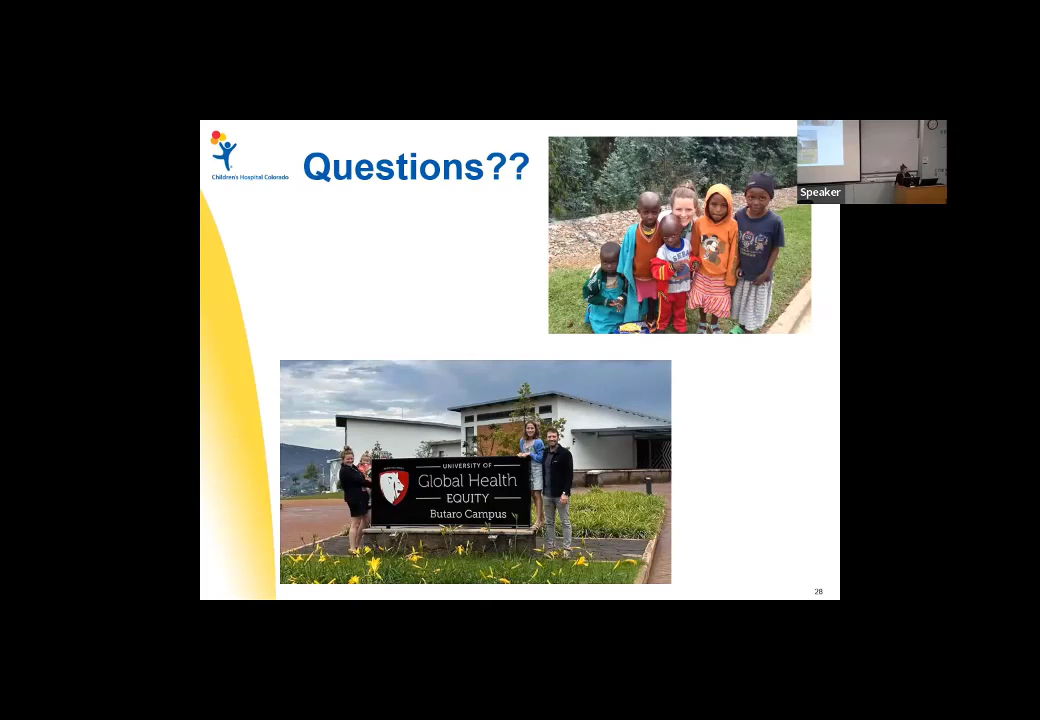 Children's Hospital Colorado
Questions??
Speaker
UNIVERSITY OF
Global Health
EQUITY
Butaro Campus
28